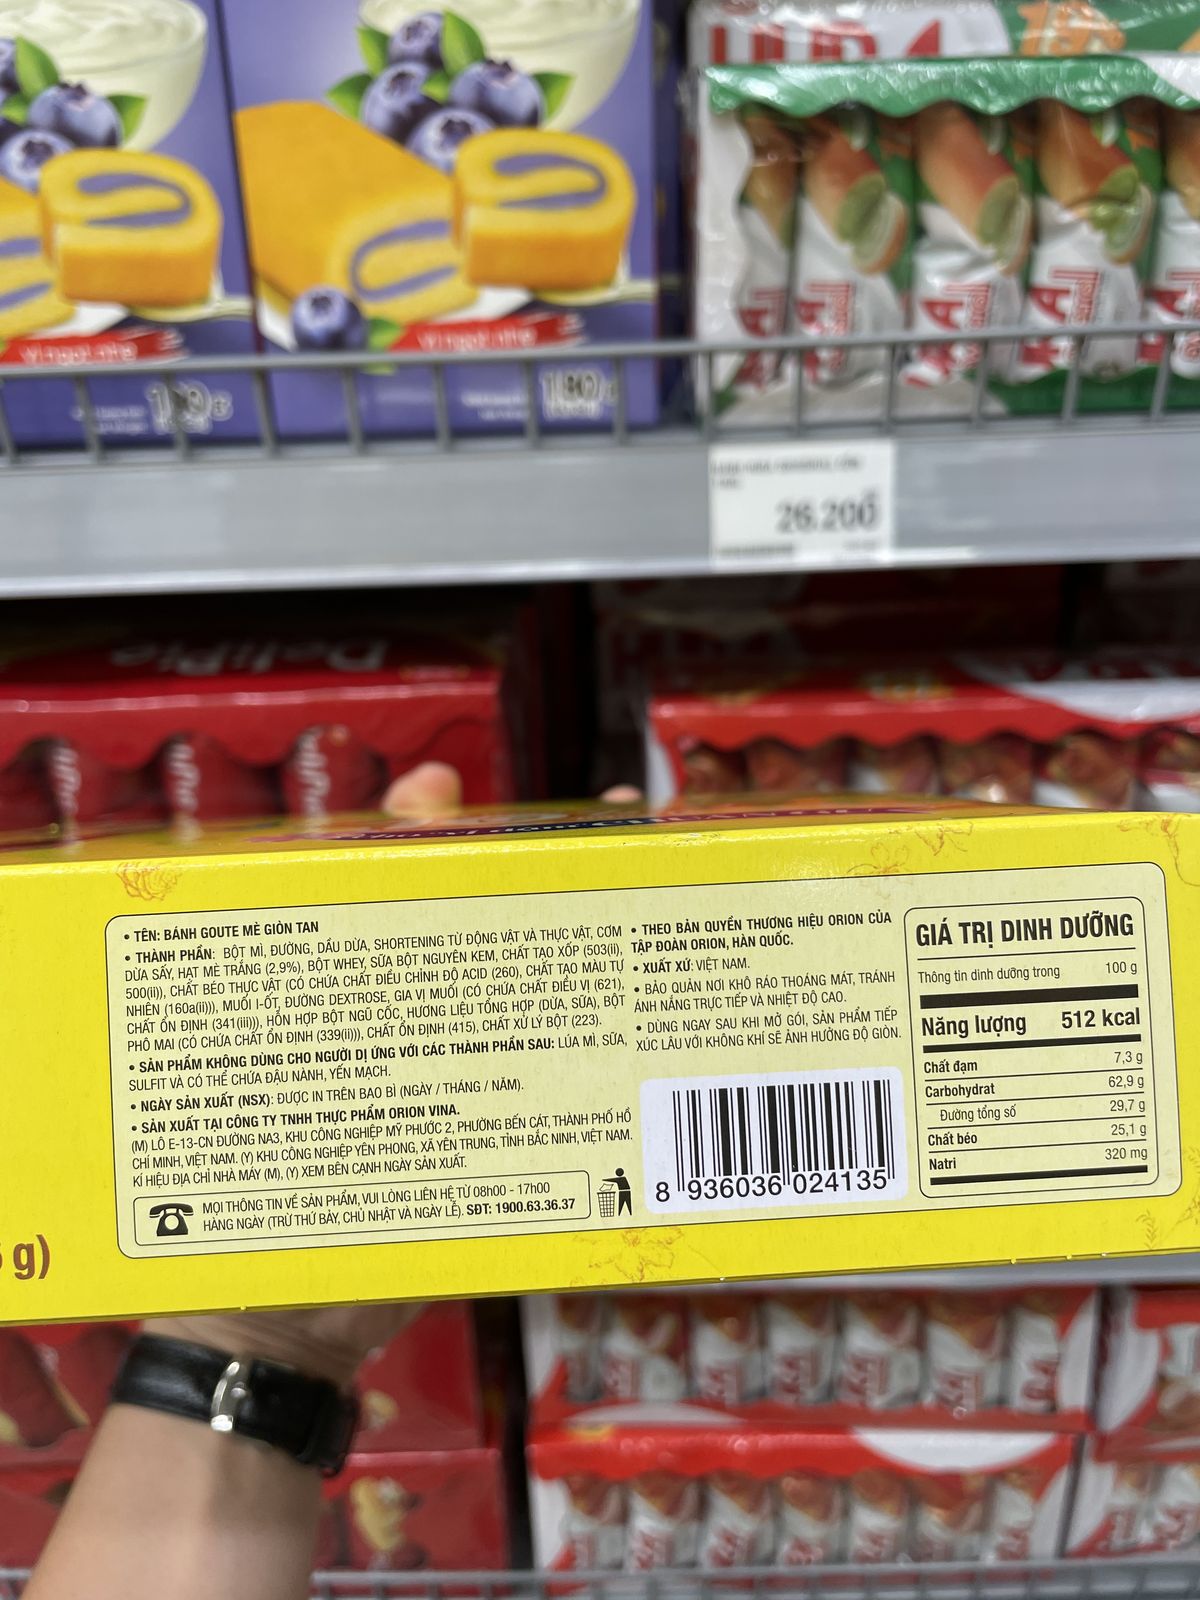 Vị ngọt nhẹ
Vị ngọt nhẹ
180g
180g
26.200đ
DeliPie
• TÊN: BÁNH GOUTE MÈ GIÒN TAN
• THÀNH PHẦN: BỘT MÌ, ĐƯỜNG, DẦU DỪA, SHORTENING TỪ ĐỘNG VẬT VÀ THỰC VẬT, CƠM
DỪA SẤY, HẠT MÈ TRẮNG (2,9%), BỘT WHEY, SỮA BỘT NGUYÊN KEM, CHẤT TẠO XỐP (503(ii),
500(ii)), CHẤT BÉO THỰC VẬT (CÓ CHỨA CHẤT ĐIỀU CHỈNH ĐỘ ACID (260), CHẤT TẠO MÀU TỰ
NHIÊN (160a(ii))), MUỐI I-ỐT, ĐƯỜNG DEXTROSE, GIA VỊ MUỐI (CÓ CHỨA CHẤT ĐIỀU VỊ (621),
CHẤT ỔN ĐỊNH (341(iii))), HỖN HỢP BỘT NGŨ CỐC, HƯƠNG LIỆU TỔNG HỢP (DỪA, SỮA), BỘT
PHÔ MAI (CÓ CHỨA CHẤT ỔN ĐỊNH (339(ii))), CHẤT ỔN ĐỊNH (415), CHẤT XỬ LÝ BỘT (223).
• SẢN PHẨM KHÔNG DÙNG CHO NGƯỜI DỊ ỨNG VỚI CÁC THÀNH PHẦN SAU: LÚA MÌ, SỮA,
SULFIT VÀ CÓ THỂ CHỨA ĐẬU NÀNH, YẾN MẠCH.
• NGÀY SẢN XUẤT (NSX): ĐƯỢC IN TRÊN BAO BÌ (NGÀY / THÁNG / NĂM).
• SẢN XUẤT TẠI CÔNG TY TNHH THỰC PHẨM ORION VINA.
(M) LÔ E-13-CN ĐƯỜNG NA3, KHU CÔNG NGHIỆP MỸ PHƯỚC 2, PHƯỜNG BẾN CÁT, THÀNH PHỐ HỒ
CHÍ MINH, VIỆT NAM. (Y) KHU CÔNG NGHIỆP YÊN PHONG, XÃ YÊN TRUNG, TỈNH BẮC NINH, VIỆT NAM.
KÍ HIỆU ĐỊA CHỈ NHÀ MÁY (M), (Y) XEM BÊN CẠNH NGÀY SẢN XUẤT.
MỌI THÔNG TIN VỀ SẢN PHẨM, VUI LÒNG LIÊN HỆ TỪ 08h00 - 17h00
HÀNG NGÀY (TRỪ THỨ BẢY, CHỦ NHẬT VÀ NGÀY LỄ). SĐT: 1900.63.36.37
• THEO BẢN QUYỀN THƯƠNG HIỆU ORION CỦA
TẬP ĐOÀN ORION, HÀN QUỐC.
• XUẤT XỨ: VIỆT NAM.
• BẢO QUẢN NƠI KHÔ RÁO THOÁNG MÁT, TRÁNH
ÁNH NẮNG TRỰC TIẾP VÀ NHIỆT ĐỘ CAO.
• DÙNG NGAY SAU KHI MỞ GÓI, SẢN PHẨM TIẾP
XÚC LÂU VỚI KHÔNG KHÍ SẼ ẢNH HƯỞNG ĐỘ GIÒN.
8 936036 024135
GIÁ TRỊ DINH DƯỠNG
Thông tin dinh dưỡng trong 100 g
Năng lượng 512 kcal
Chất đạm 7,3 g
Carbohydrat 62,9 g
Đường tổng số 29,7 g
Chất béo 25,1 g
Natri 320 mg
g)